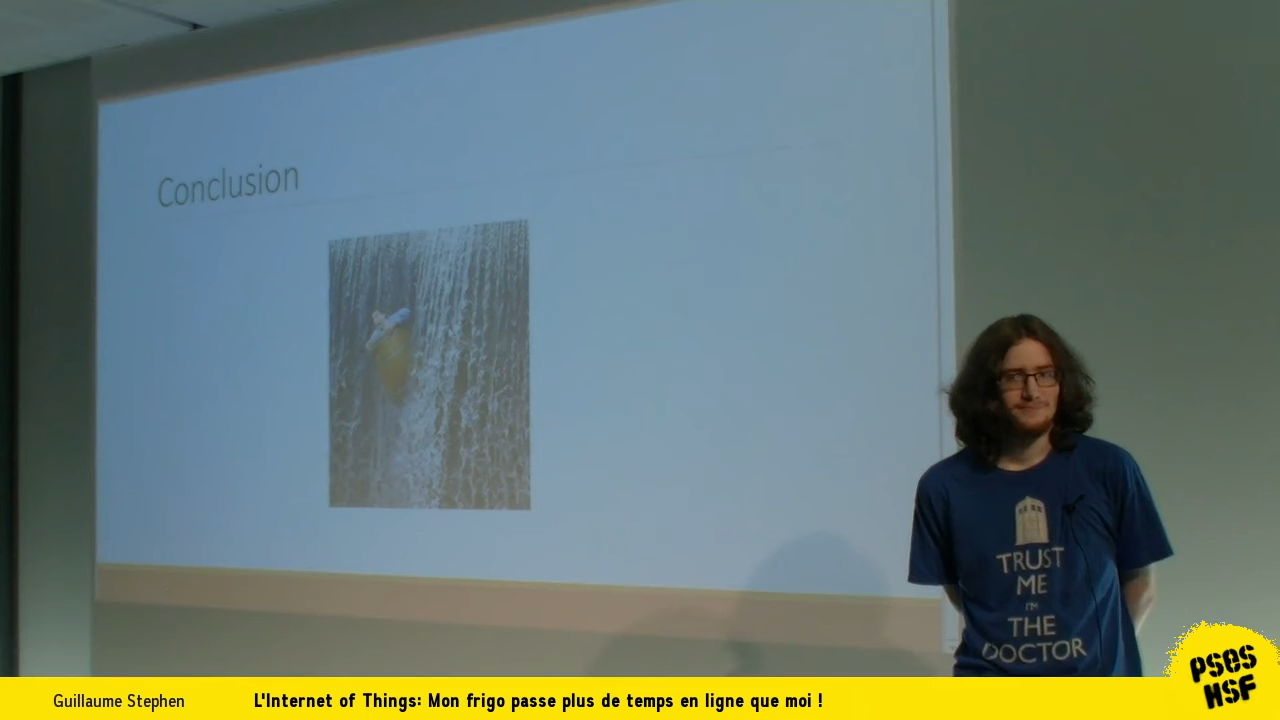 Conclusion
TRUST
ME
I'M
THE
DOCTOR
PSES
HSF
Guillaume Stephen
L'Internet of Things: Mon frigo passe plus de temps en ligne que moi !